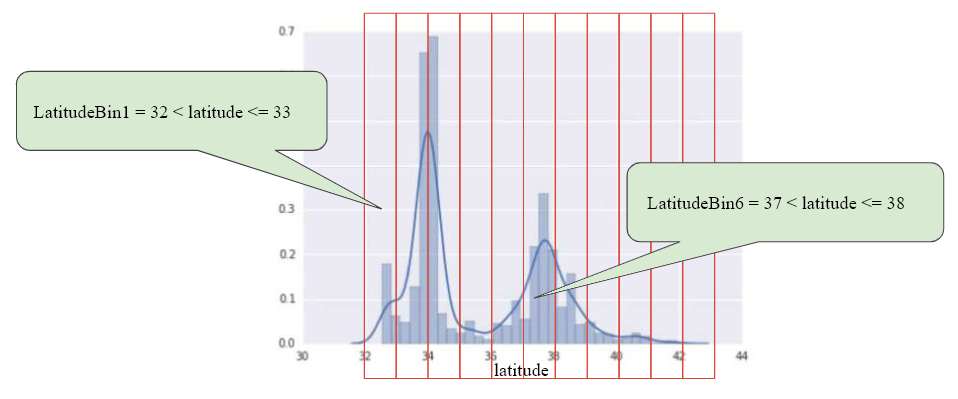 0.7
LatitudeBin1 = 32 < latitude <= 33
LatitudeBin6 = 37 < latitude <= 38
0.3
0.2
0.1
0.0
30 32 34 36 38 40 42 44
latitude